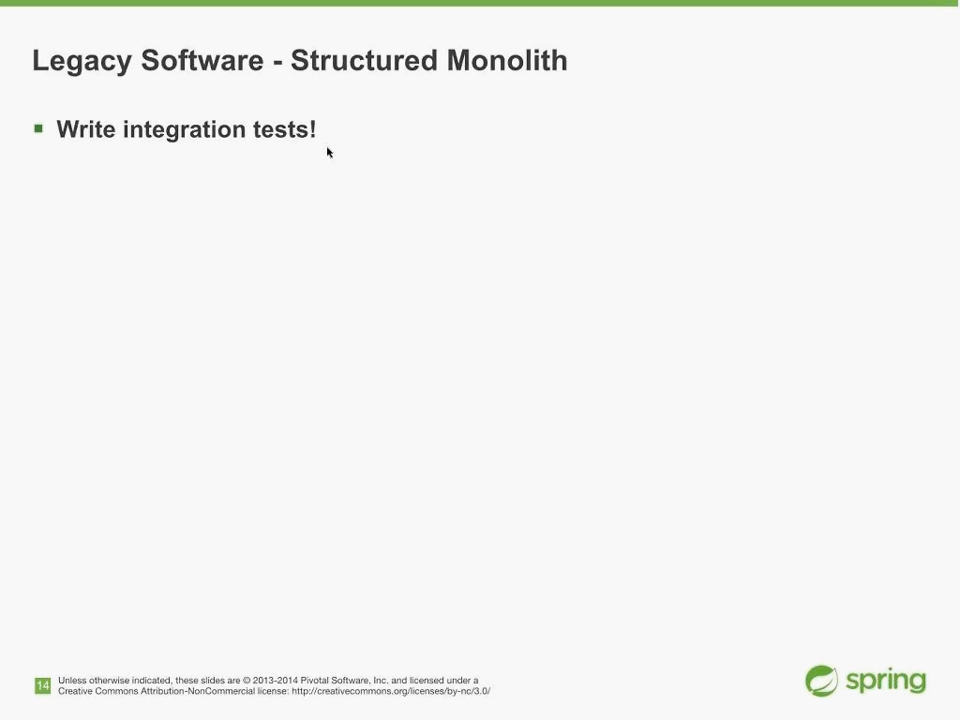 Legacy Software - Structured Monolith
Write integration tests!
14
Unless otherwise indicated, these slides are © 2013-2014 Pivotal Software, Inc. and licensed under a
Creative Commons Attribution-NonCommercial license: http://creativecommons.org/licenses/by-nc/3.0/
spring